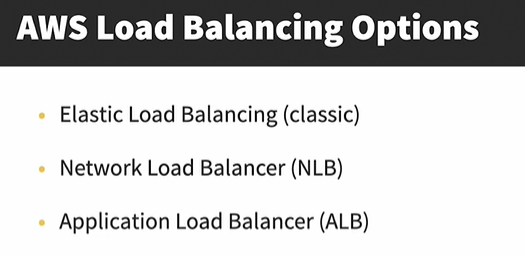 AWS Load Balancing Options
• Elastic Load Balancing (classic)
• Network Load Balancer (NLB)
• Application Load Balancer (ALB)